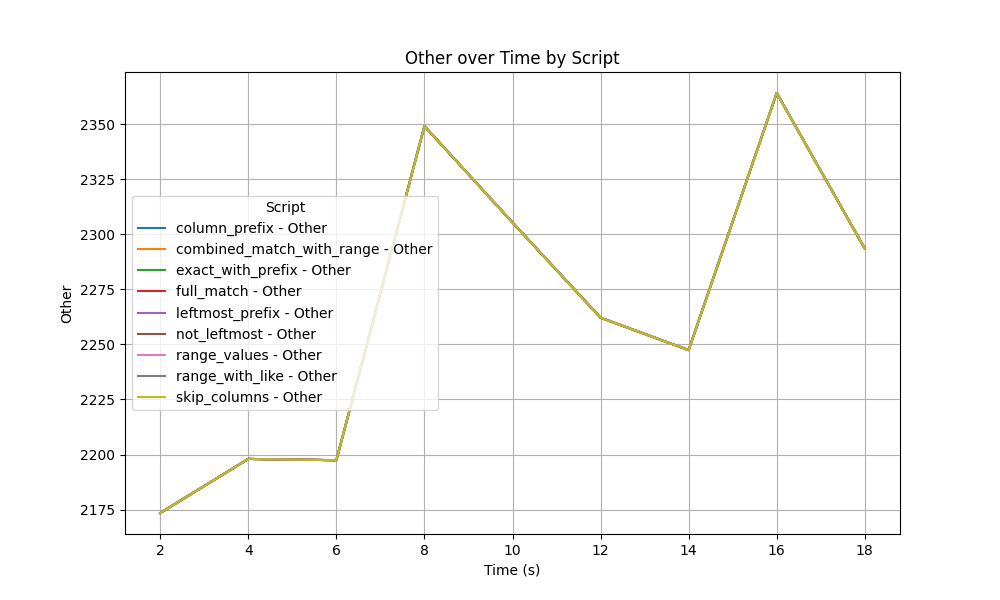 Other over Time by Script
Other
2350
2325
2300
2275
2250
2225
2200
2175
Script
column_prefix - Other
combined_match_with_range - Other
exact_with_prefix - Other
full_match - Other
leftmost_prefix - Other
not_leftmost - Other
range_values - Other
range_with_like - Other
skip_columns - Other
2 4 6 8 10 12 14 16 18
Time (s)